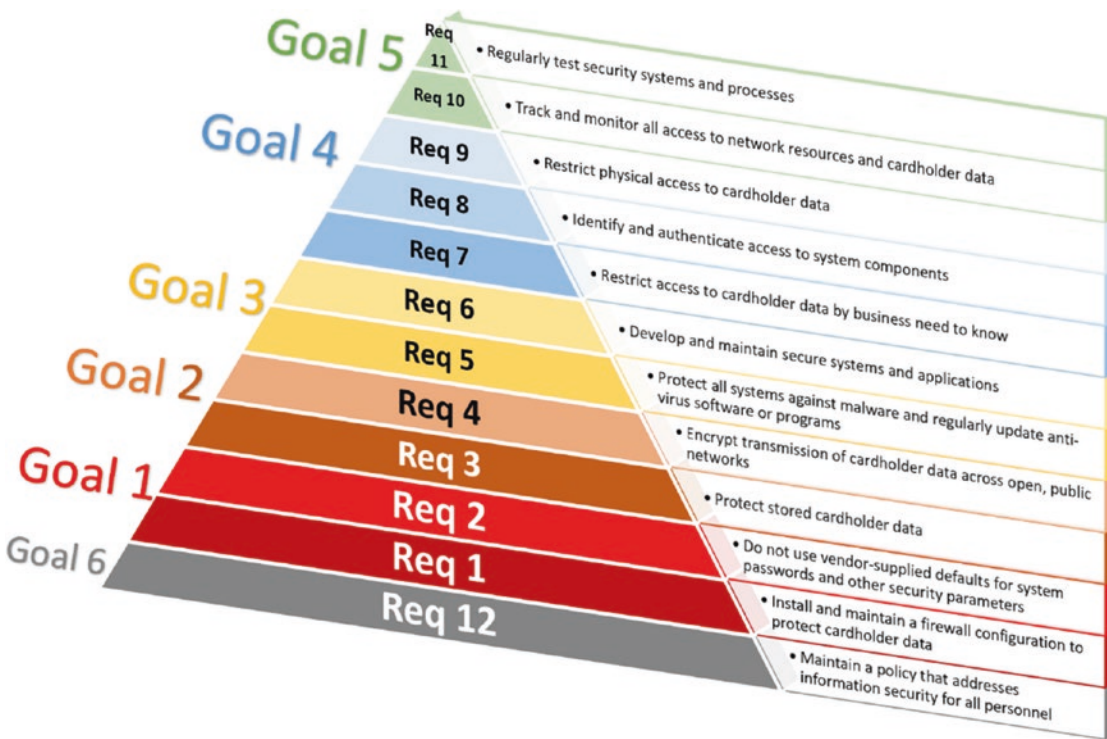 Goal 5
Req
11
• Regularly test security systems and processes
Req 10
• Track and monitor all access to network resources and cardholder data
Goal 4
Req 9
• Restrict physical access to cardholder data
Req 8
• Identify and authenticate access to system components
Req 7
• Restrict access to cardholder data by business need to know
Goal 3
Req 6
• Develop and maintain secure systems and applications
Req 5
• Protect all systems against malware and regularly update anti-
virus software or programs
Goal 2
Req 4
• Encrypt transmission of cardholder data across open, public
networks
Req 3
• Protect stored cardholder data
Goal 1
Req 2
• Do not use vendor-supplied defaults for system
passwords and other security parameters
Req 1
• Install and maintain a firewall configuration to
protect cardholder data
Goal 6
Req 12
• Maintain a policy that addresses
information security for all personnel